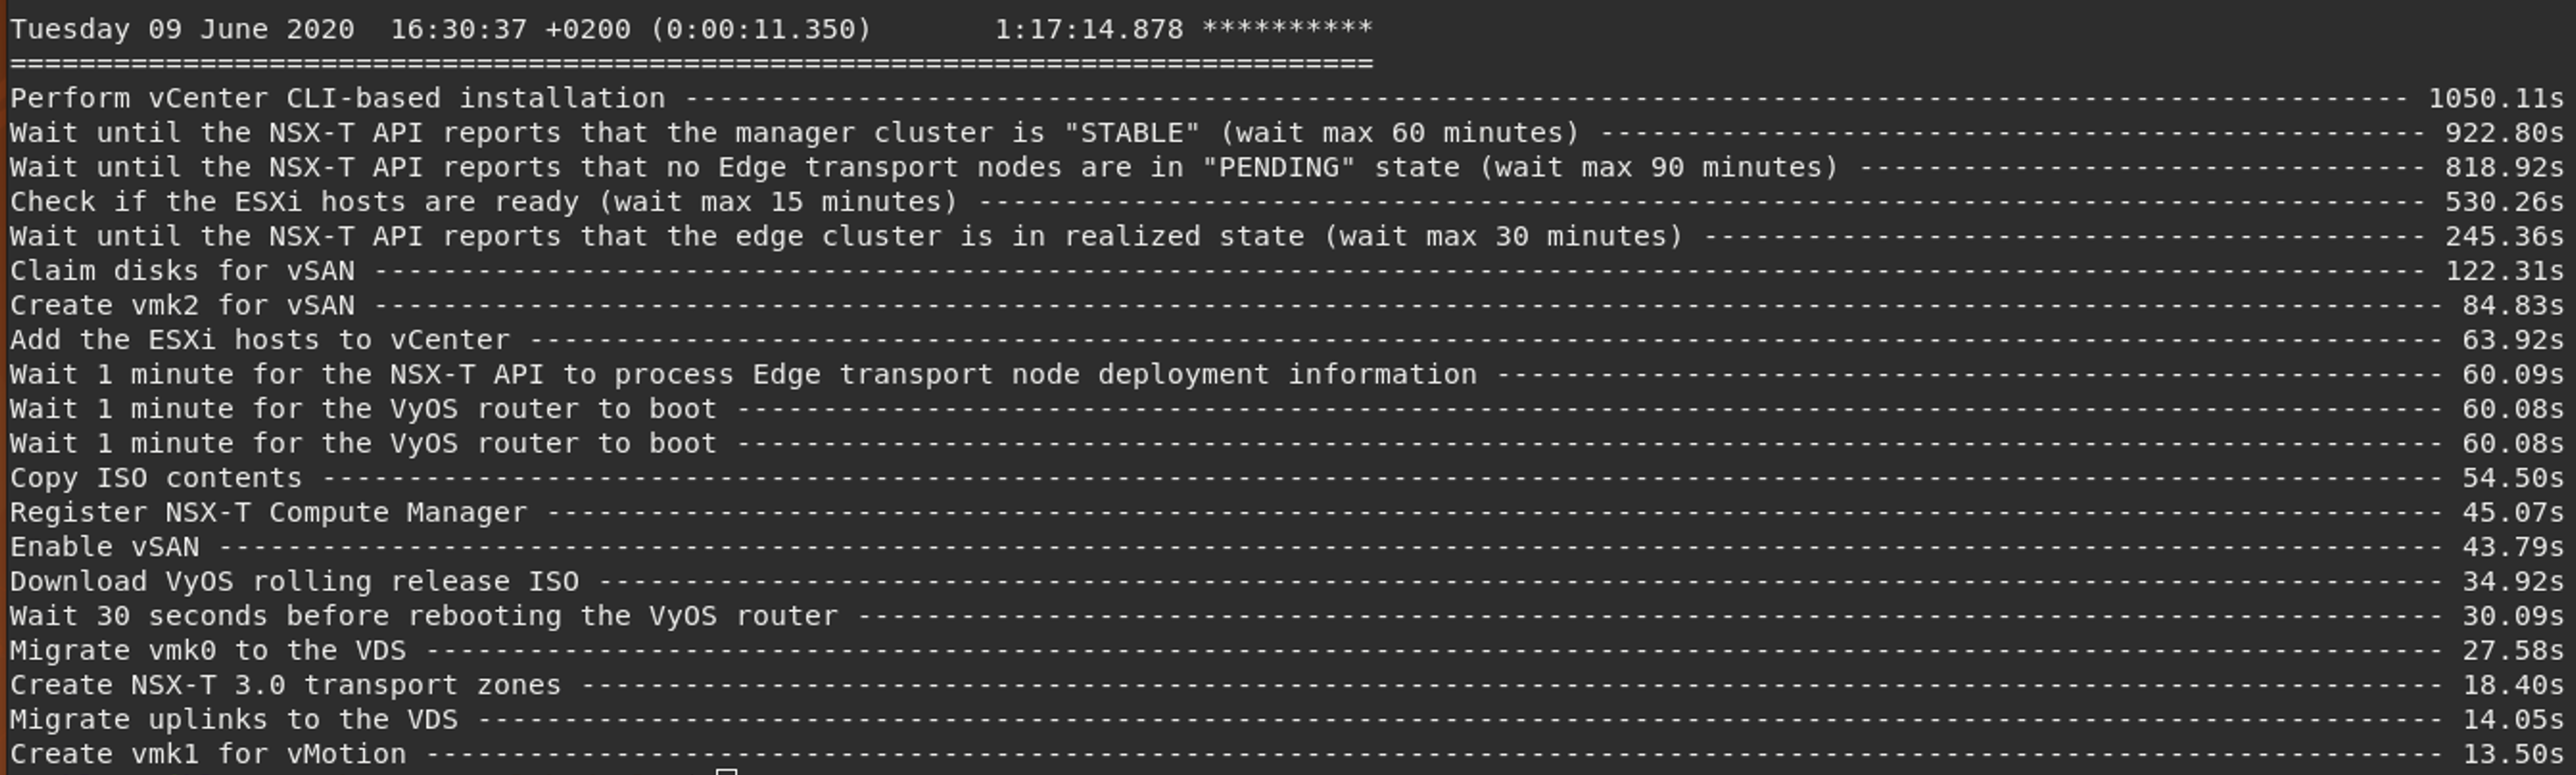 Tuesday 09 June 2020  16:30:37 +0200 (0:00:11.350)       1:17:14.878 **********
===============================================================================
Perform vCenter CLI-based installation ---------------------------------------------------------------------------------------------------- 1050.11s
Wait until the NSX-T API reports that the manager cluster is "STABLE" (wait max 60 minutes) ------------------------------------------------ 922.80s
Wait until the NSX-T API reports that no Edge transport nodes are in "PENDING" state (wait max 90 minutes) --------------------------------- 818.92s
Check if the ESXi hosts are ready (wait max 15 minutes) ------------------------------------------------------------------------------------ 530.26s
Wait until the NSX-T API reports that the edge cluster is in realized state (wait max 30 minutes) ------------------------------------------ 245.36s
Claim disks for vSAN ----------------------------------------------------------------------------------------------------------------------- 122.31s
Create vmk2 for vSAN ------------------------------------------------------------------------------------------------------------------------ 84.83s
Add the ESXi hosts to vCenter --------------------------------------------------------------------------------------------------------------- 63.92s
Wait 1 minute for the NSX-T API to process Edge transport node deployment information ------------------------------------------------------- 60.09s
Wait 1 minute for the VyOS router to boot --------------------------------------------------------------------------------------------------- 60.08s
Wait 1 minute for the VyOS router to boot --------------------------------------------------------------------------------------------------- 60.08s
Copy ISO contents --------------------------------------------------------------------------------------------------------------------------- 54.50s
Register NSX-T Compute Manager -------------------------------------------------------------------------------------------------------------- 45.07s
Enable vSAN --------------------------------------------------------------------------------------------------------------------------------- 43.79s
Download VyOS rolling release ISO ----------------------------------------------------------------------------------------------------------- 34.92s
Wait 30 seconds before rebooting the VyOS router -------------------------------------------------------------------------------------------- 30.09s
Migrate vmk0 to the VDS --------------------------------------------------------------------------------------------------------------------- 27.58s
Create NSX-T 3.0 transport zones ------------------------------------------------------------------------------------------------------------ 18.40s
Migrate uplinks to the VDS ------------------------------------------------------------------------------------------------------------------ 14.05s
Create vmk1 for vMotion --------------------------------------------------------------------------------------------------------------------- 13.50s